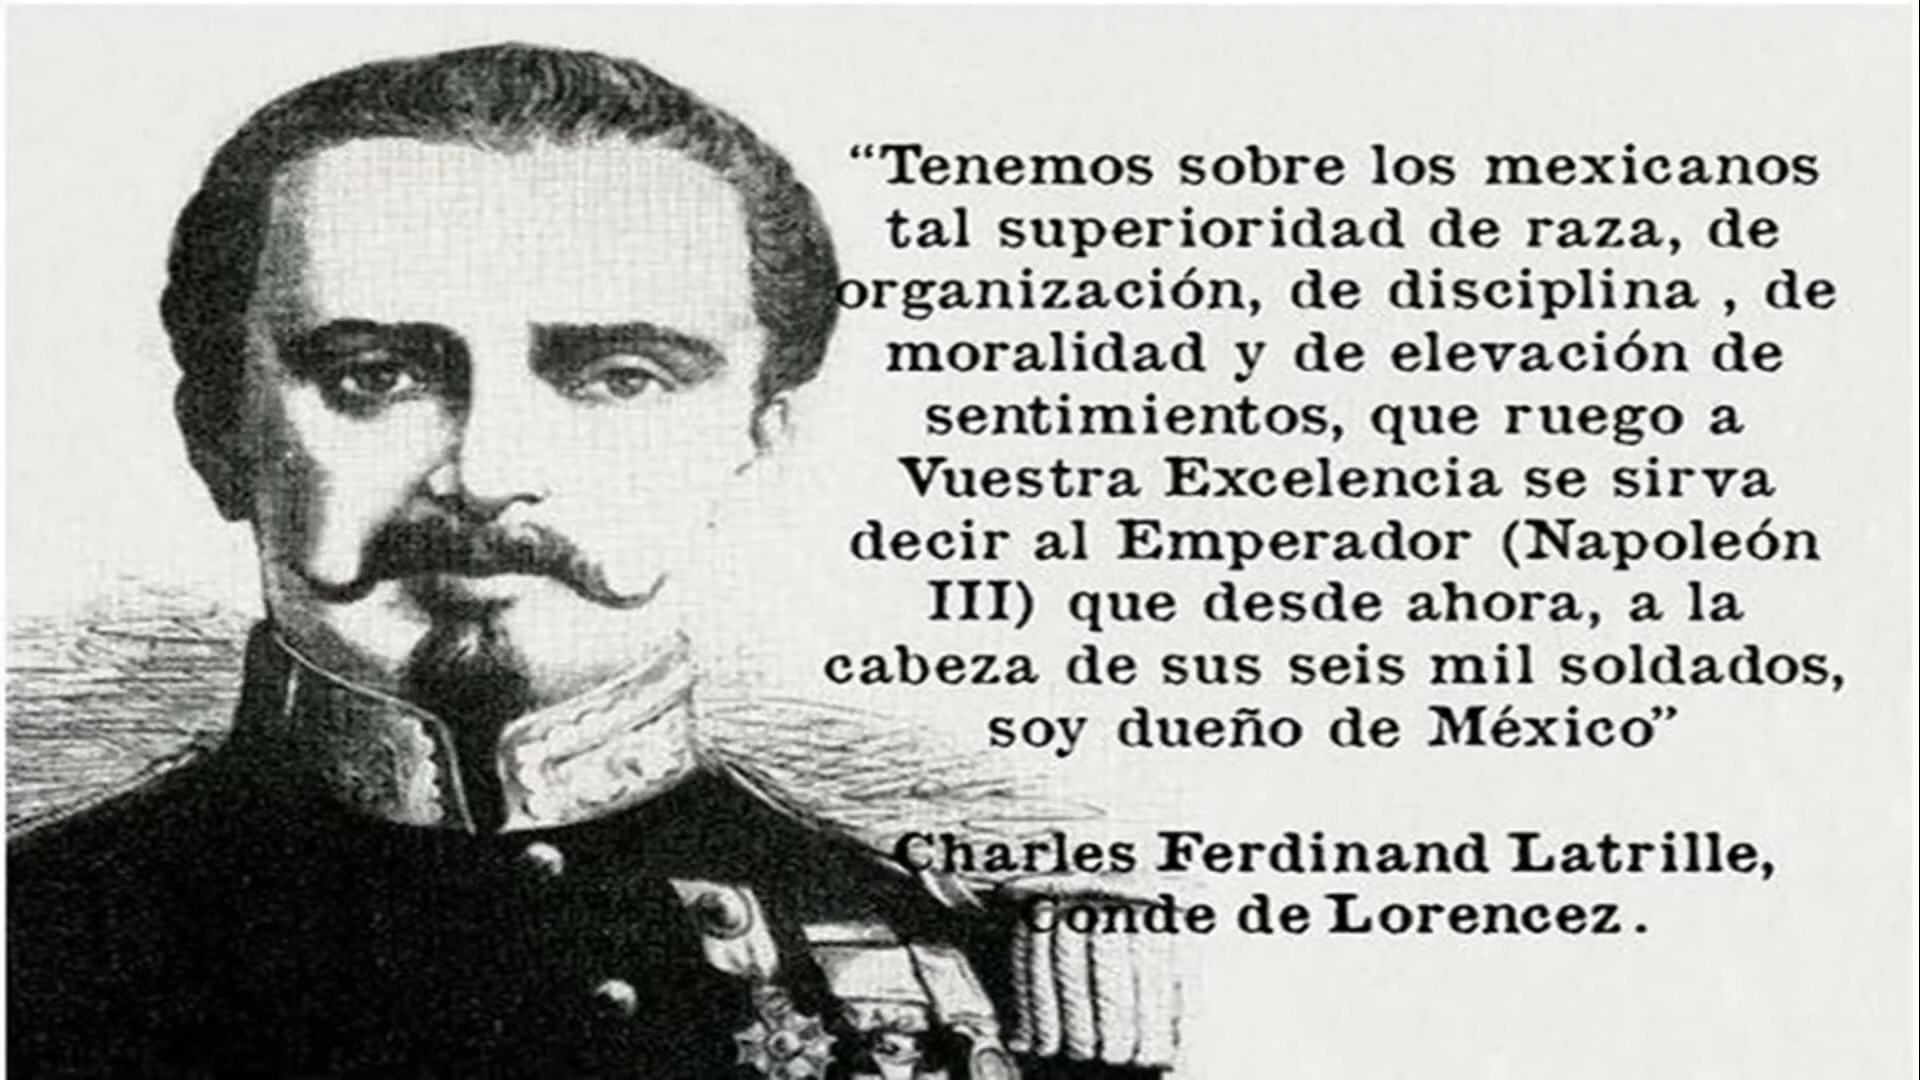 “Tenemos sobre los mexicanos
tal superioridad de raza, de
organización, de disciplina , de
moralidad y de elevación de
sentimientos, que ruego a
Vuestra Excelencia se sirva
decir al Emperador (Napoleón
III) que desde ahora, a la
cabeza de sus seis mil soldados,
soy dueño de México”
Charles Ferdinand Latrille,
Conde de Lorencez.